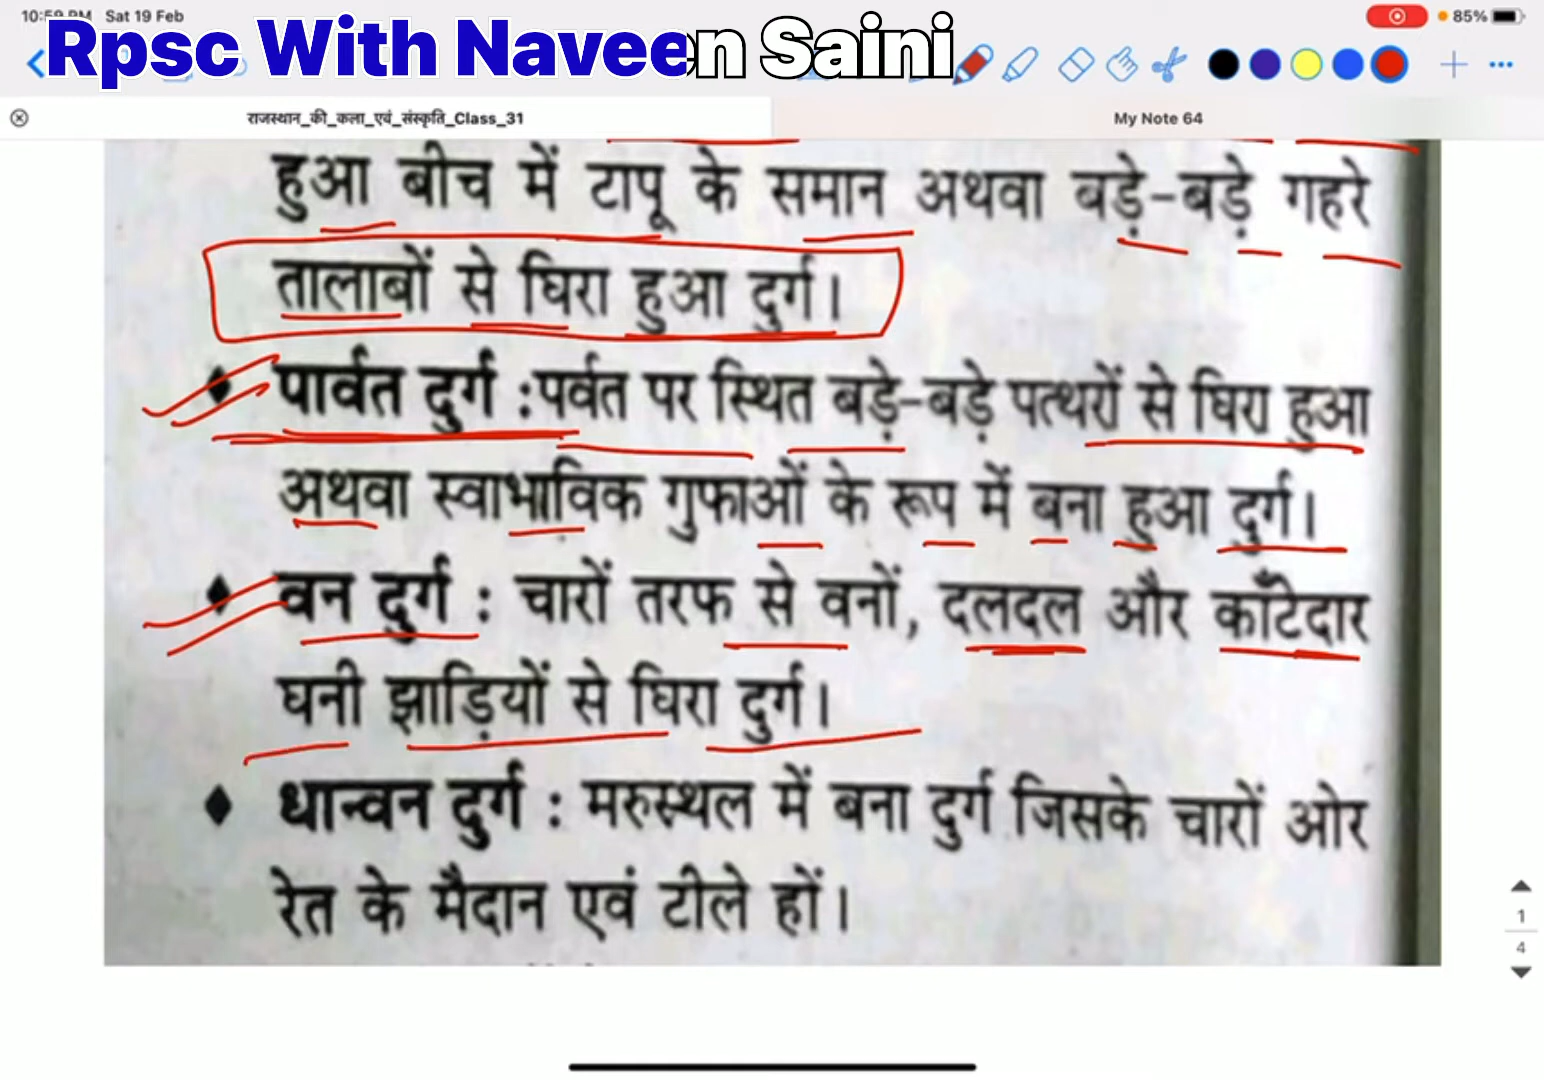 10:59 PM Sat 19 Feb
85%
Rpsc With Naveen Saini
राजस्थान_की_कला_एवं_संस्कृति_Class_31
My Note 64
हुआ बीच में टापू के समान अथवा बड़े-बड़े गहरे
तालाबों से घिरा हुआ दुर्ग।
♦ पार्वत दुर्ग :पर्वत पर स्थित बड़े-बड़े पत्थरों से घिरा हुआ
अथवा स्वाभाविक गुफाओं के रूप में बना हुआ दुर्ग।
♦ वन दुर्ग : चारों तरफ से वनों, दलदल और काँटेदार
घनी झाड़ियों से घिरा दुर्ग।
♦ धान्वन दुर्ग : मरुस्थल में बना दुर्ग जिसके चारों ओर
रेत के मैदान एवं टीले हों।
1
4